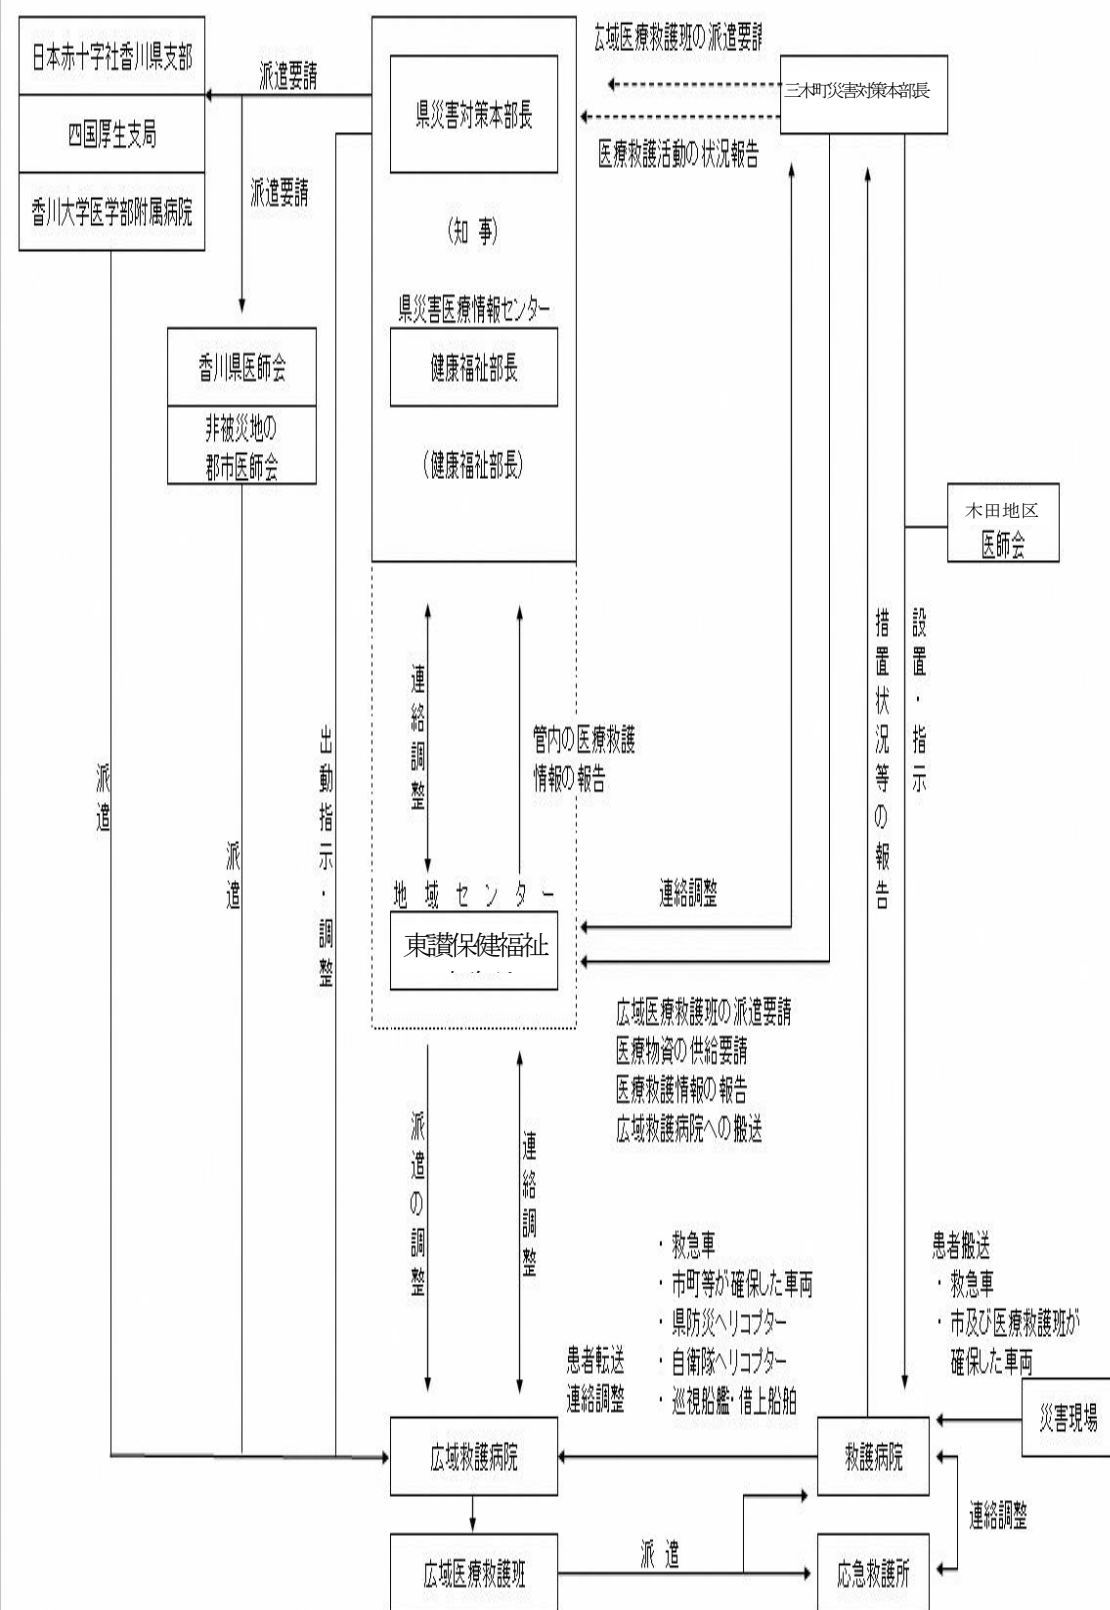 日本赤十字社香川県支部
四国厚生支局
香川大学医学部附属病院
派遣要請
派遣要請
県災害対策本部長
(知 事)
県災害医療情報センター
健康福祉部長
(健康福祉部長)
広域医療救護班の派遣要請
医療救護活動の状況報告
三木町災害対策本部長
香川県医師会
非被災地の
郡市医師会
木田地区
医師会
連絡調整
管内の医療救護
情報の報告
措置状況等の報告
設置・指示
派遣
派遣
出動指示・調整
地域センター
東讃保健福祉
連絡調整
広域医療救護班の派遣要請
医療物資の供給要請
医療救護情報の報告
広域救護病院への搬送
派遣の調整
連絡調整
・救急車
・市町等が確保した車両
・県防災ヘリコプター
・自衛隊ヘリコプター
・巡視船艦・借上船舶
患者転送
連絡調整
患者搬送
・救急車
・市及び医療救護班が
確保した車両
災害現場
広域救護病院
救護病院
連絡調整
広域医療救護班
派遣
応急救護所